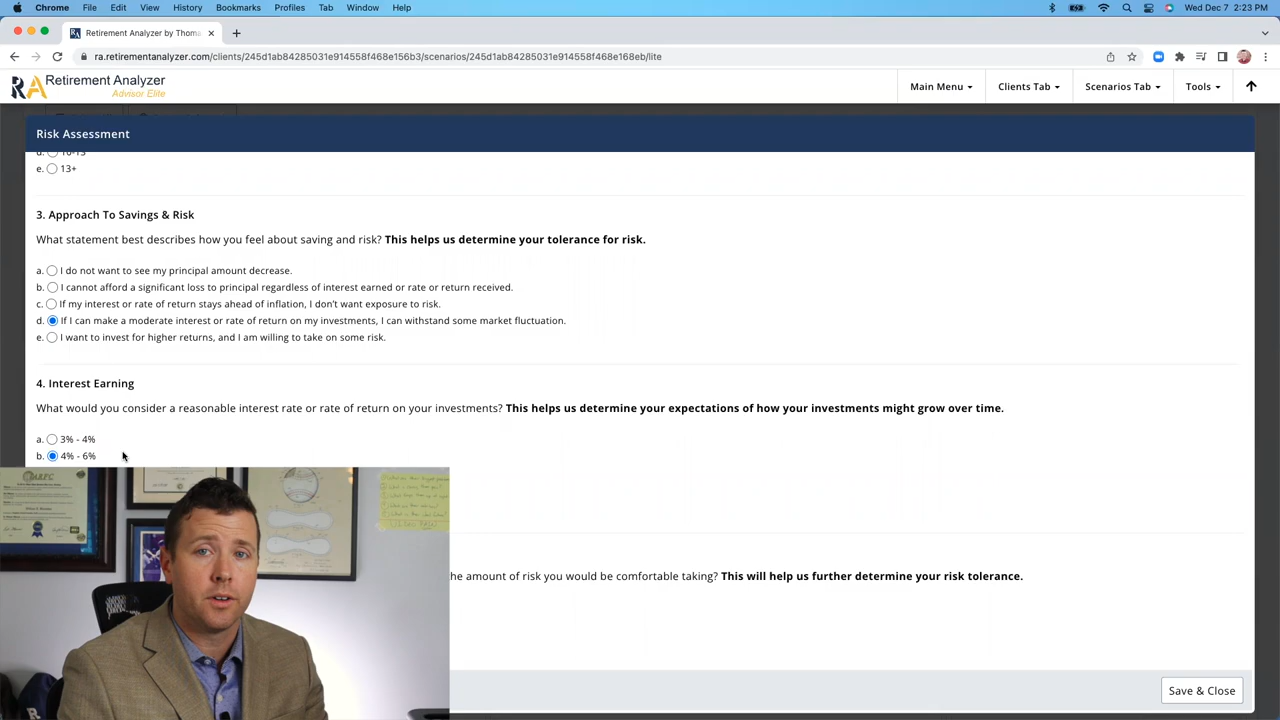 Chrome File Edit View History Bookmarks Profiles Tab Window Help Wed Dec 7 2:23 PM
Retirement Analyzer by Thoma
ra.retirementanalyzer.com/clients/245d1ab84285031e914558f468e156b3/scenarios/245d1ab84285031e914558f468e168eb/lite
RA Retirement Analyzer
Advisor Elite
Main Menu Clients Tab Scenarios Tab Tools
Risk Assessment
d. 10-13
e. 13+
3. Approach To Savings & Risk
What statement best describes how you feel about saving and risk? This helps us determine your tolerance for risk.
a. I do not want to see my principal amount decrease.
b. I cannot afford a significant loss to principal regardless of interest earned or rate or return received.
c. If my interest or rate of return stays ahead of inflation, I don't want exposure to risk.
d. If I can make a moderate interest or rate of return on my investments, I can withstand some market fluctuation.
e. I want to invest for higher returns, and I am willing to take on some risk.
4. Interest Earning
What would you consider a reasonable interest rate or rate of return on your investments? This helps us determine your expectations of how your investments might grow over time.
a. 3% - 4%
b. 4% - 6%
he amount of risk you would be comfortable taking? This will help us further determine your risk tolerance.
Save & Close